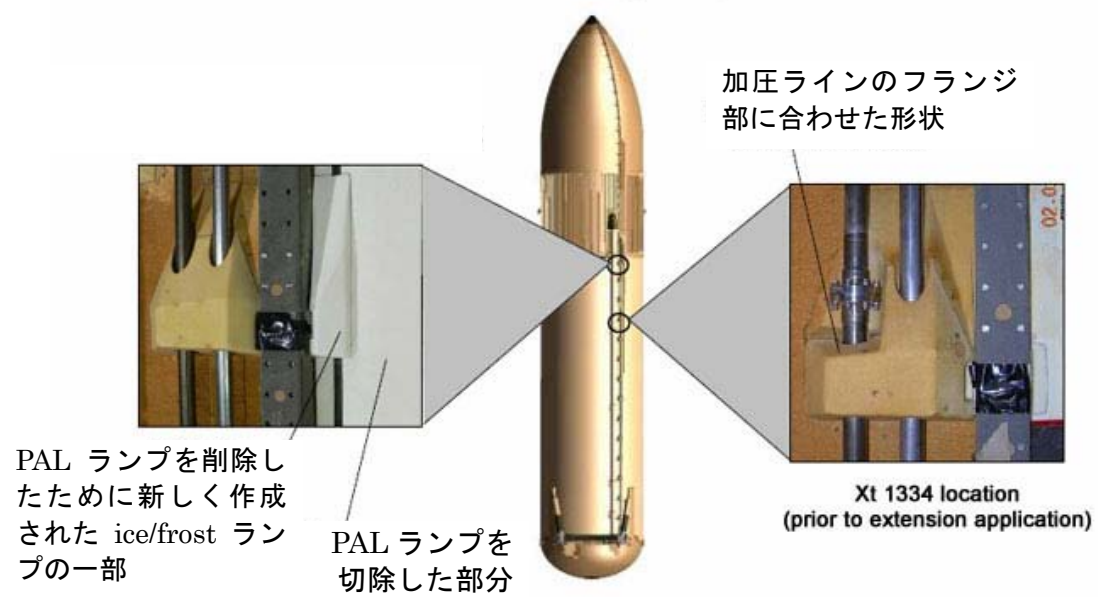 加圧ラインのフランジ
部に合わせた形状
02.0
PAL ランプを削除し
たために新しく作成
された ice/frost ラン
プの一部
PAL ランプを
切除した部分
Xt 1334 location
(prior to extension application)